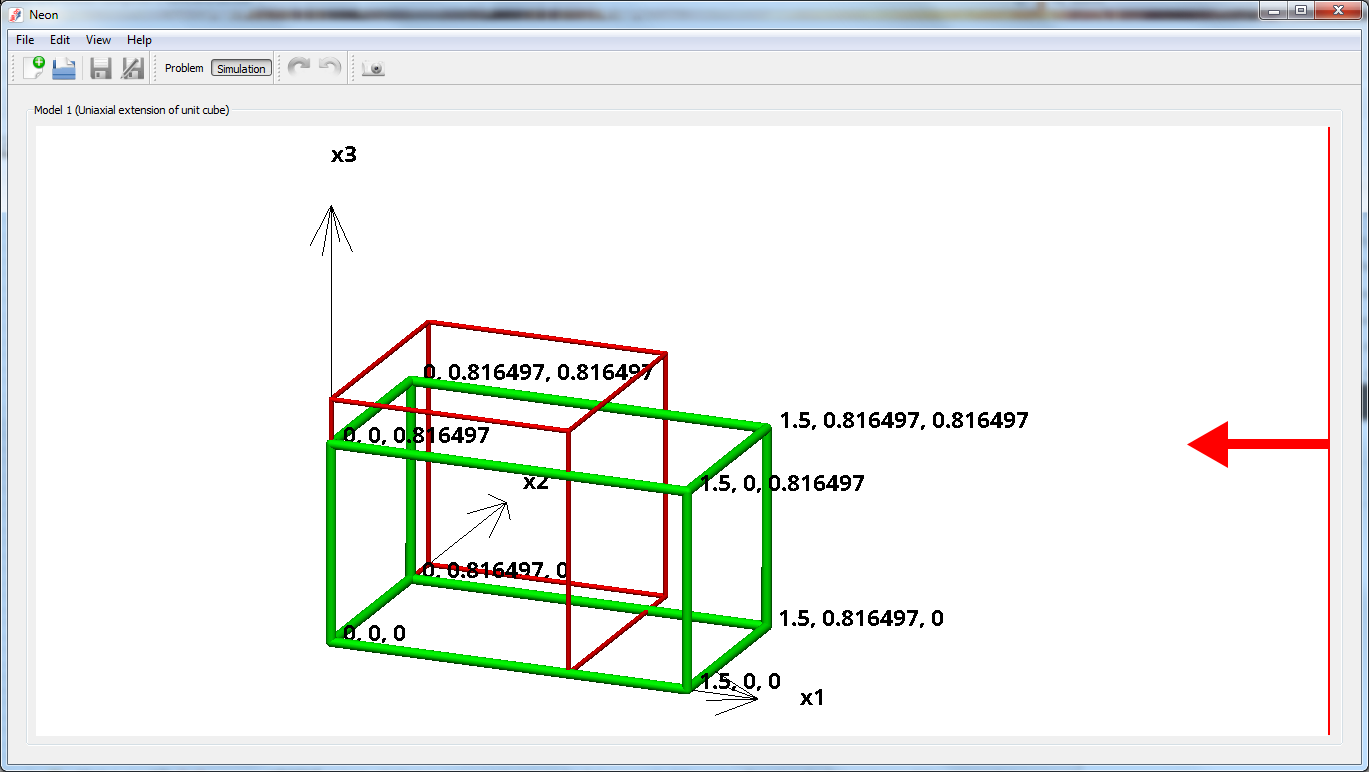 Neon
File Edit View Help
Problem Simulation
Model 1 (Uniaxial extension of unit cube)
x3
0, 0.816497, 0.816497
1.5, 0.816497, 0.816497
0, 0, 0.816497
x2
1.5, 0, 0.816497
0, 0.816497, 0
1.5, 0.816497, 0
0, 0, 0
1.5, 0, 0
x1